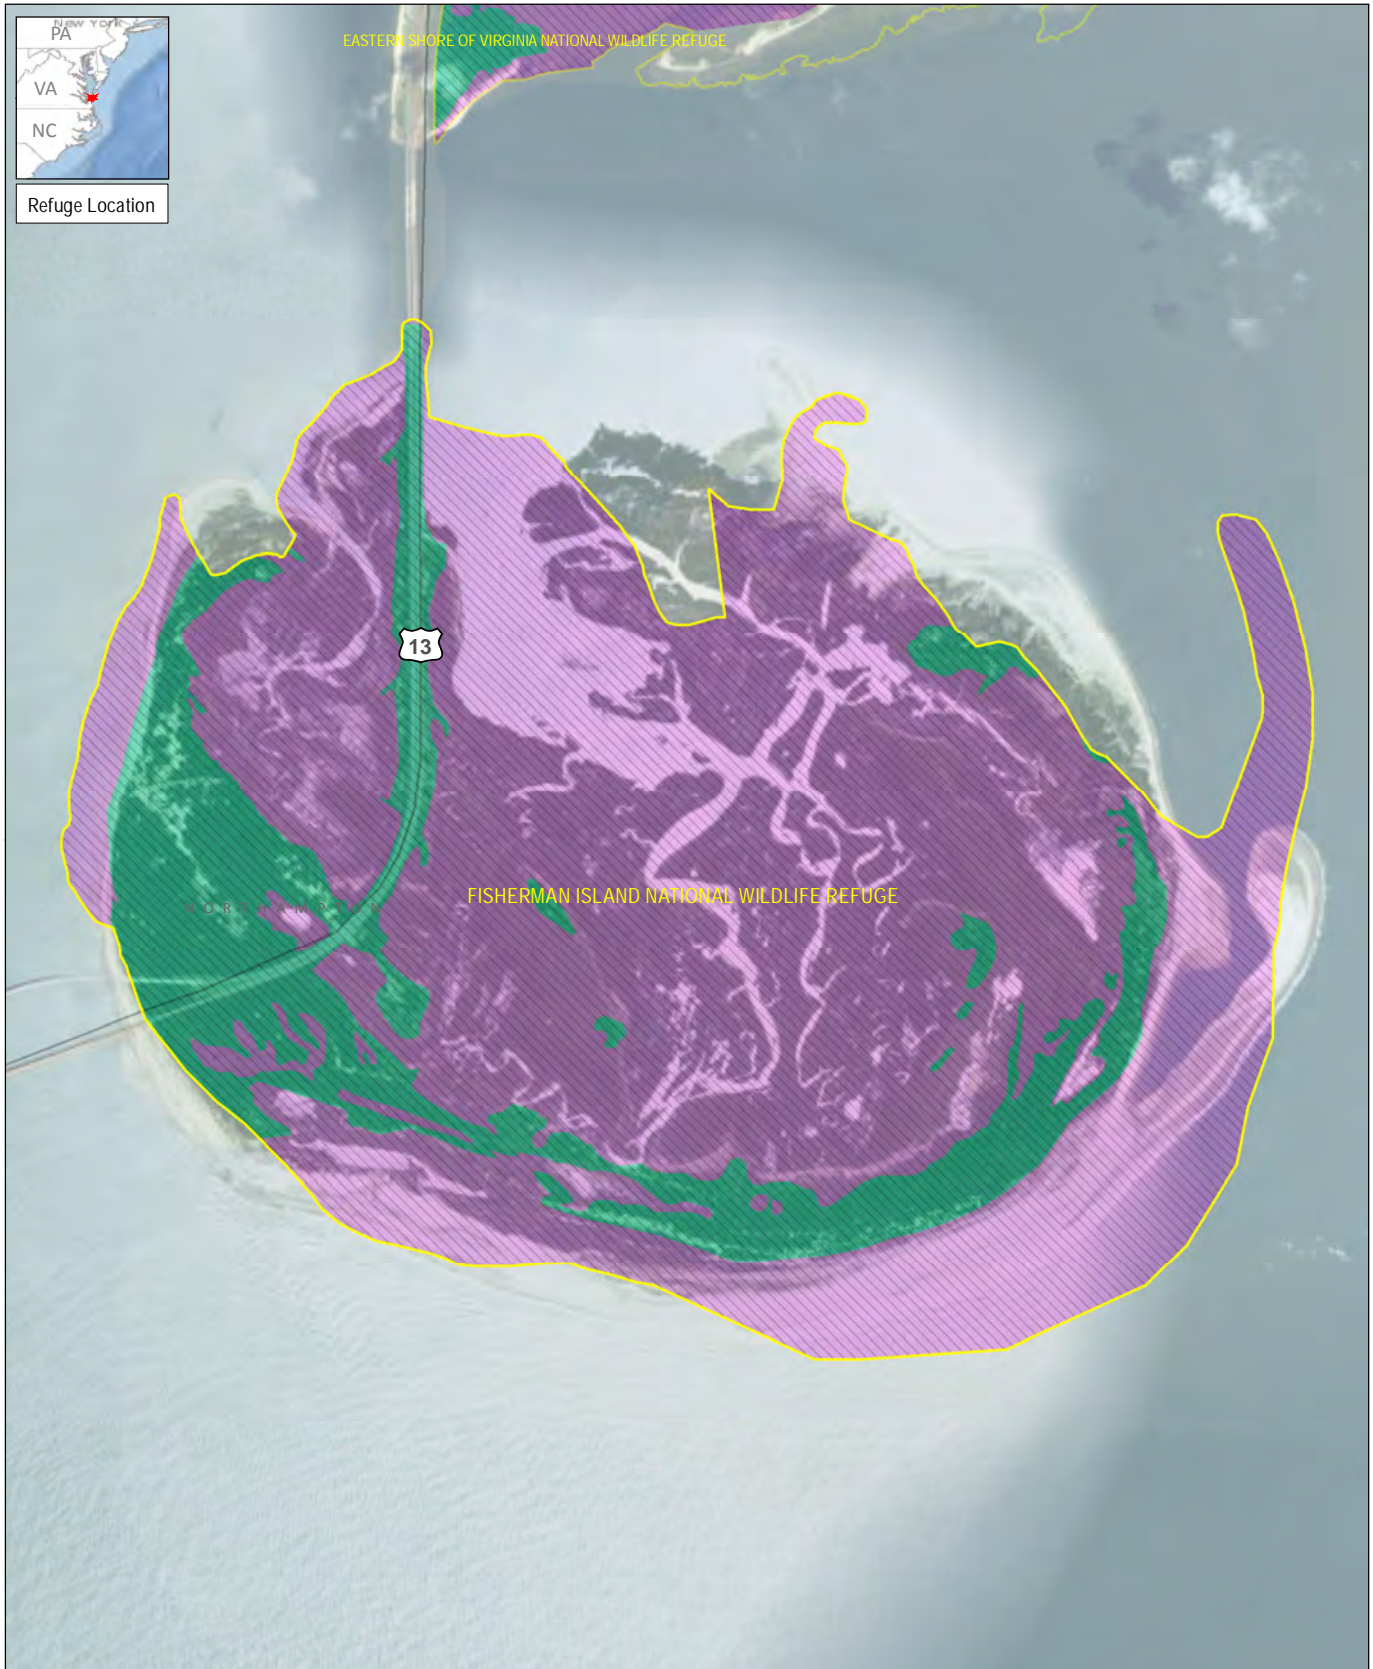 New York
PA
VA
NC
Refuge Location
EASTERN SHORE OF VIRGINIA NATIONAL WILDLIFE REFUGE
13
FISHERMAN ISLAND NATIONAL WILDLIFE REFUGE
NORTHAMPTON